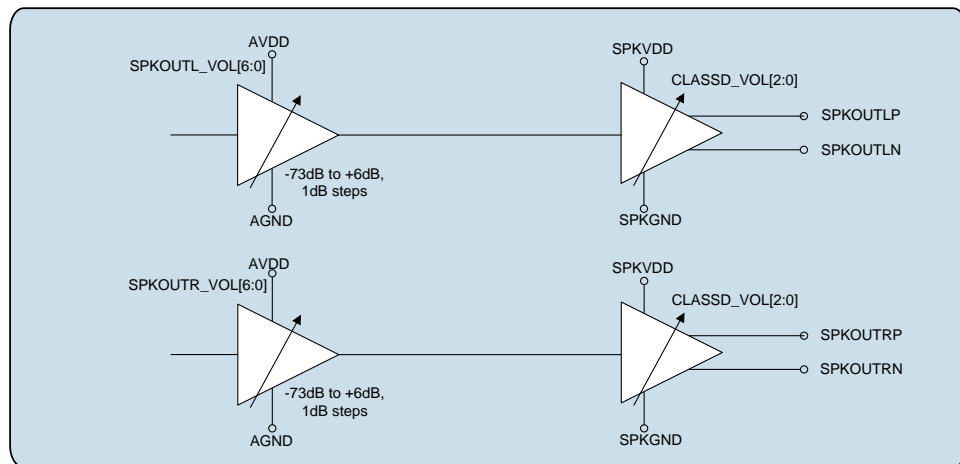 AVDD
SPKOUTL_VOL[6:0]
SPKVDD
CLASSD_VOL[2:0]
SPKOUTLP
SPKOUTLN
-73dB to +6dB,
1dB steps
AGND
SPKGND
AVDD
SPKOUTR_VOL[6:0]
SPKVDD
CLASSD_VOL[2:0]
SPKOUTRP
SPKOUTRN
-73dB to +6dB,
1dB steps
AGND
SPKGND